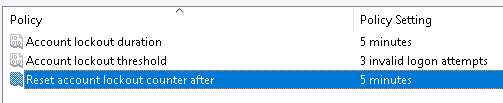 Policy Policy Setting
Account lockout duration 5 minutes
Account lockout threshold 3 invalid logon attempts
Reset account lockout counter after 5 minutes